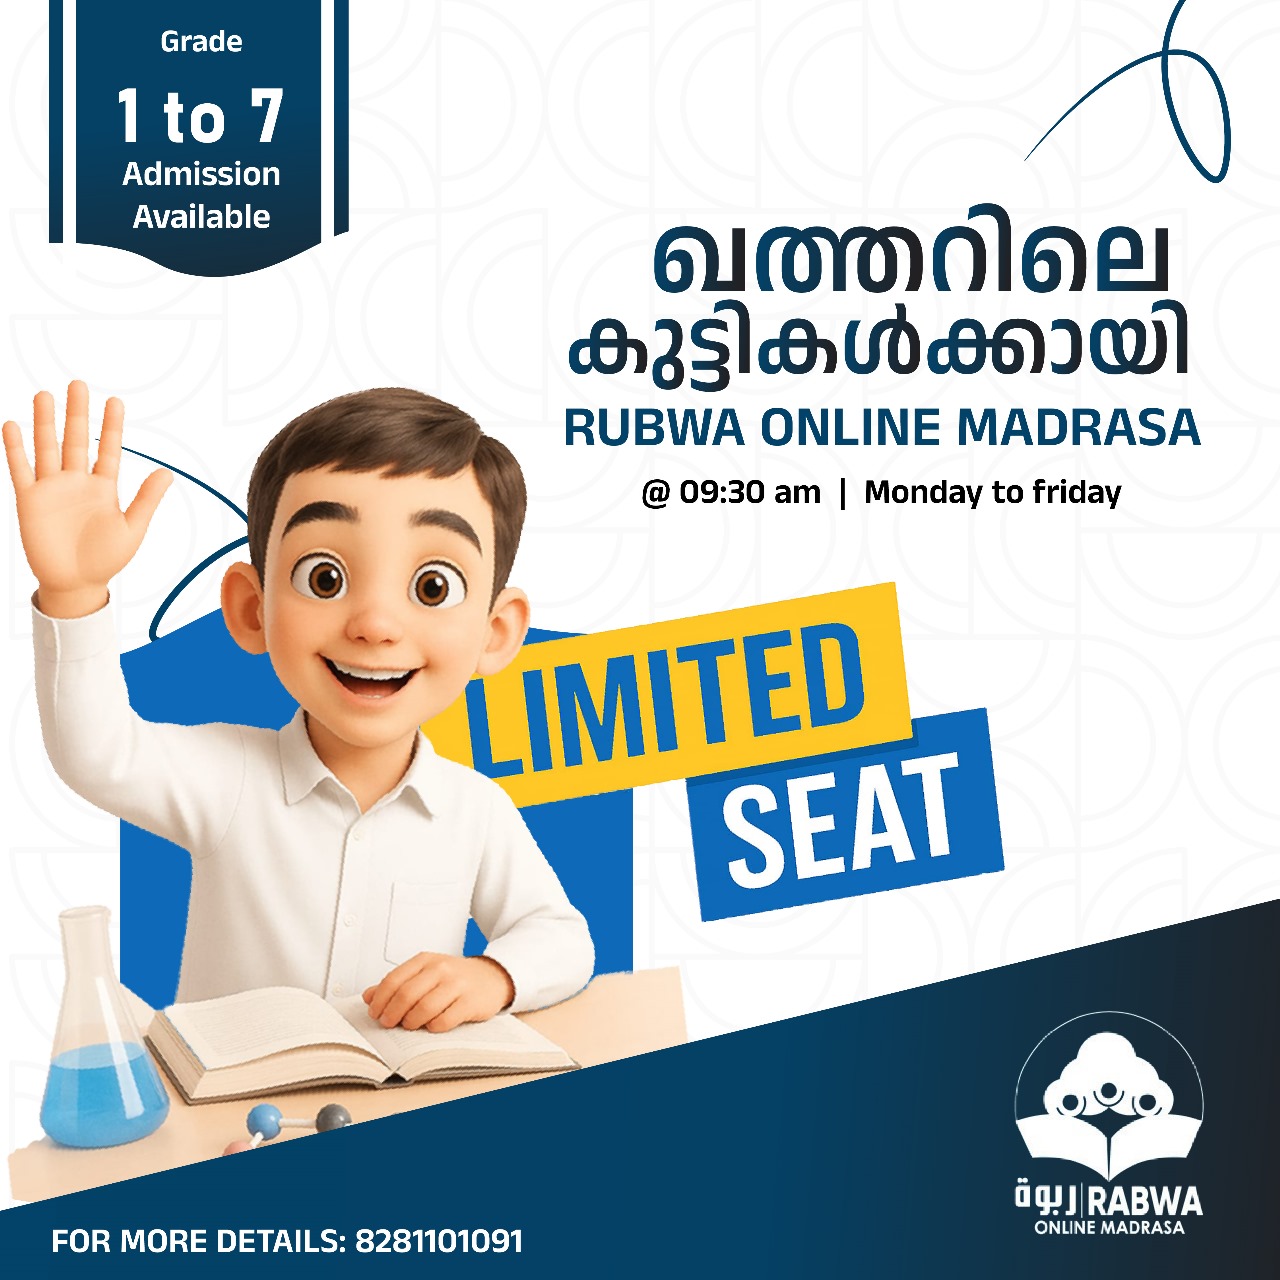 Grade
1 to 7
Admission
Available
ഖത്തറിലെ
കുട്ടികൾക്കായി
RUBWA ONLINE MADRASA
@ 09:30 am | Monday to friday
LIMITED
SEAT
ربوة | RABWA
ONLINE MADRASA
FOR MORE DETAILS: 8281101091